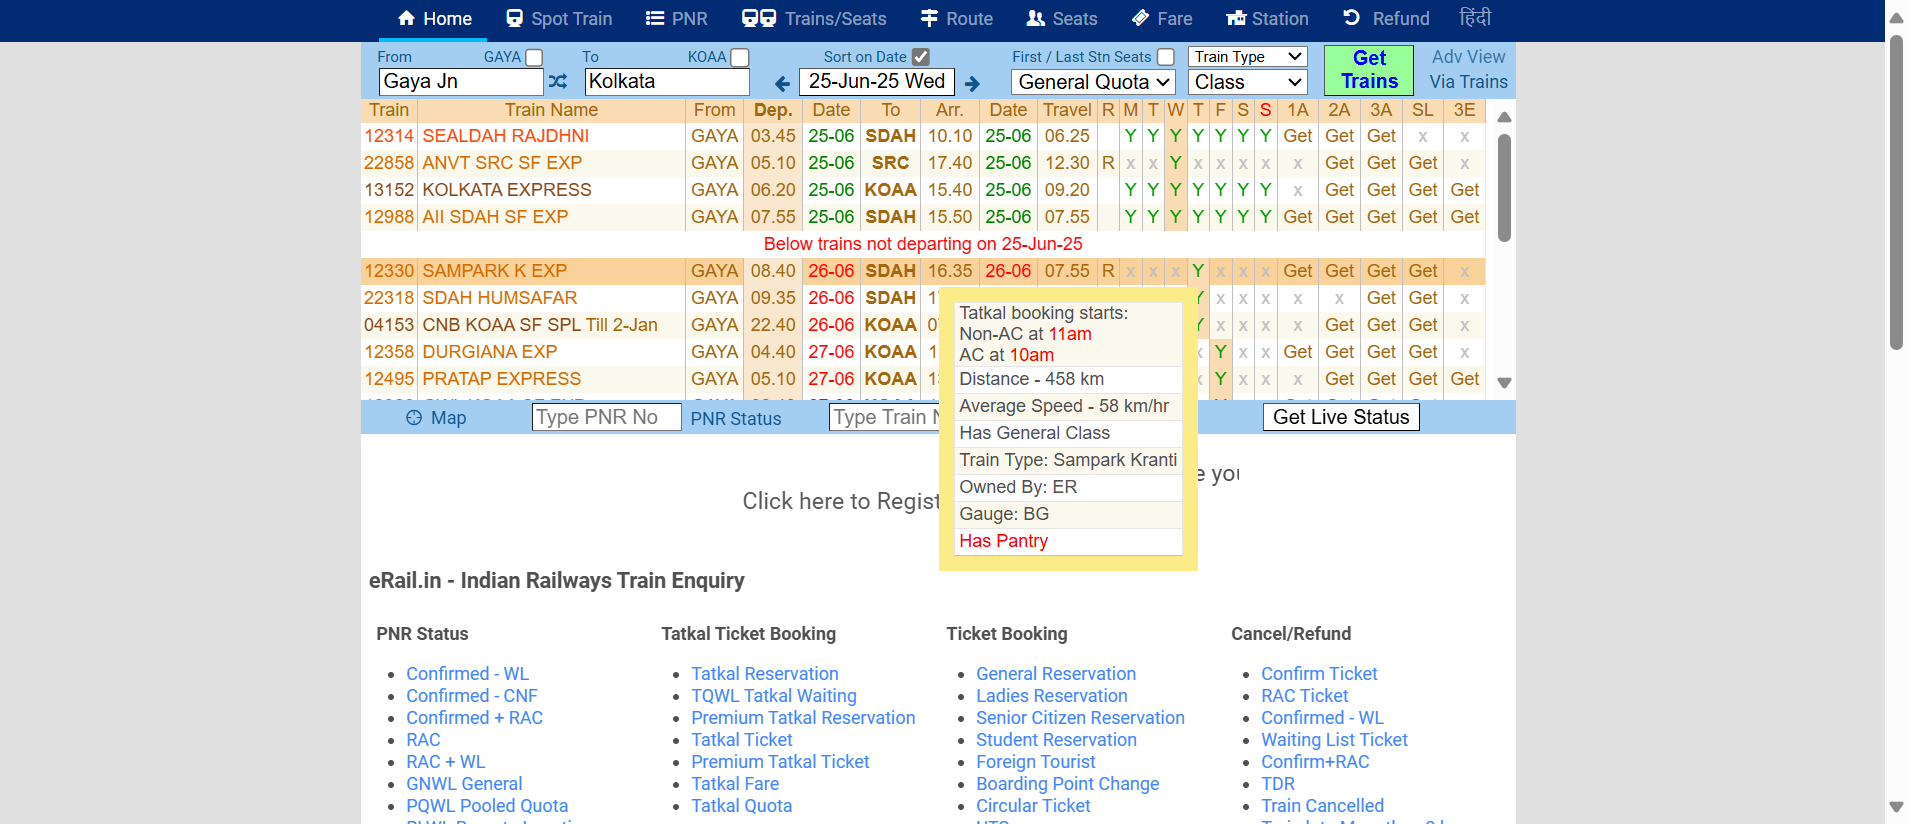 Home Spot Train PNR Trains/Seats Route Seats Fare Station Refund हिंदी
From GAYA To KOAA Sort on Date First / Last Stn Seats Train Type Get Trains Adv View
Gaya Jn Kolkata 25-Jun-25 Wed General Quota Class Via Trains
Train Train Name From Dep. Date To Arr. Date Travel R M T W T F S S 1A 2A 3A SL 3E
12314 SEALDAH RAJDHNI GAYA 03.45 25-06 SDAH 10.10 25-06 06.25 Y Y Y Y Y Y Y Get Get Get x x
22858 ANVT SRC SF EXP GAYA 05.10 25-06 SRC 17.40 25-06 12.30 R x x Y x x x x x Get Get Get x
13152 KOLKATA EXPRESS GAYA 06.20 25-06 KOAA 15.40 25-06 09.20 Y Y Y Y Y Y Y x Get Get Get Get
12988 AII SDAH SF EXP GAYA 07.55 25-06 SDAH 15.50 25-06 07.55 Y Y Y Y Y Y Y Get Get Get Get Get
Below trains not departing on 25-Jun-25
12330 SAMPARK K EXP GAYA 08.40 26-06 SDAH 16.35 26-06 07.55 R x x x Y x x x Get Get Get Get x
22318 SDAH HUMSAFAR GAYA 09.35 26-06 SDAH Y x x x x x Get Get x
04153 CNB KOAA SF SPL Till 2-Jan GAYA 22.40 26-06 KOAA Y x x x x Get Get Get x
12358 DURGIANA EXP GAYA 04.40 27-06 KOAA x Y x x Get Get Get Get x
12495 PRATAP EXPRESS GAYA 05.10 27-06 KOAA x Y x x x Get Get Get Get
Tatkal booking starts:
Non-AC at 11am
AC at 10am
Distance - 458 km
Average Speed - 58 km/hr
Has General Class
Train Type: Sampark Kranti
Owned By: ER
Gauge: BG
Has Pantry
Map Type PNR No PNR Status Type Train Get Live Status
Click here to Regist
eRail.in - Indian Railways Train Enquiry
PNR Status
Confirmed - WL
Confirmed - CNF
Confirmed + RAC
RAC
RAC + WL
GNWL General
PQWL Pooled Quota
Tatkal Ticket Booking
Tatkal Reservation
TQWL Tatkal Waiting
Premium Tatkal Reservation
Tatkal Ticket
Premium Tatkal Ticket
Tatkal Fare
Tatkal Quota
Ticket Booking
General Reservation
Ladies Reservation
Senior Citizen Reservation
Student Reservation
Foreign Tourist
Boarding Point Change
Circular Ticket
Cancel/Refund
Confirm Ticket
RAC Ticket
Confirmed - WL
Waiting List Ticket
Confirm+RAC
TDR
Train Cancelled